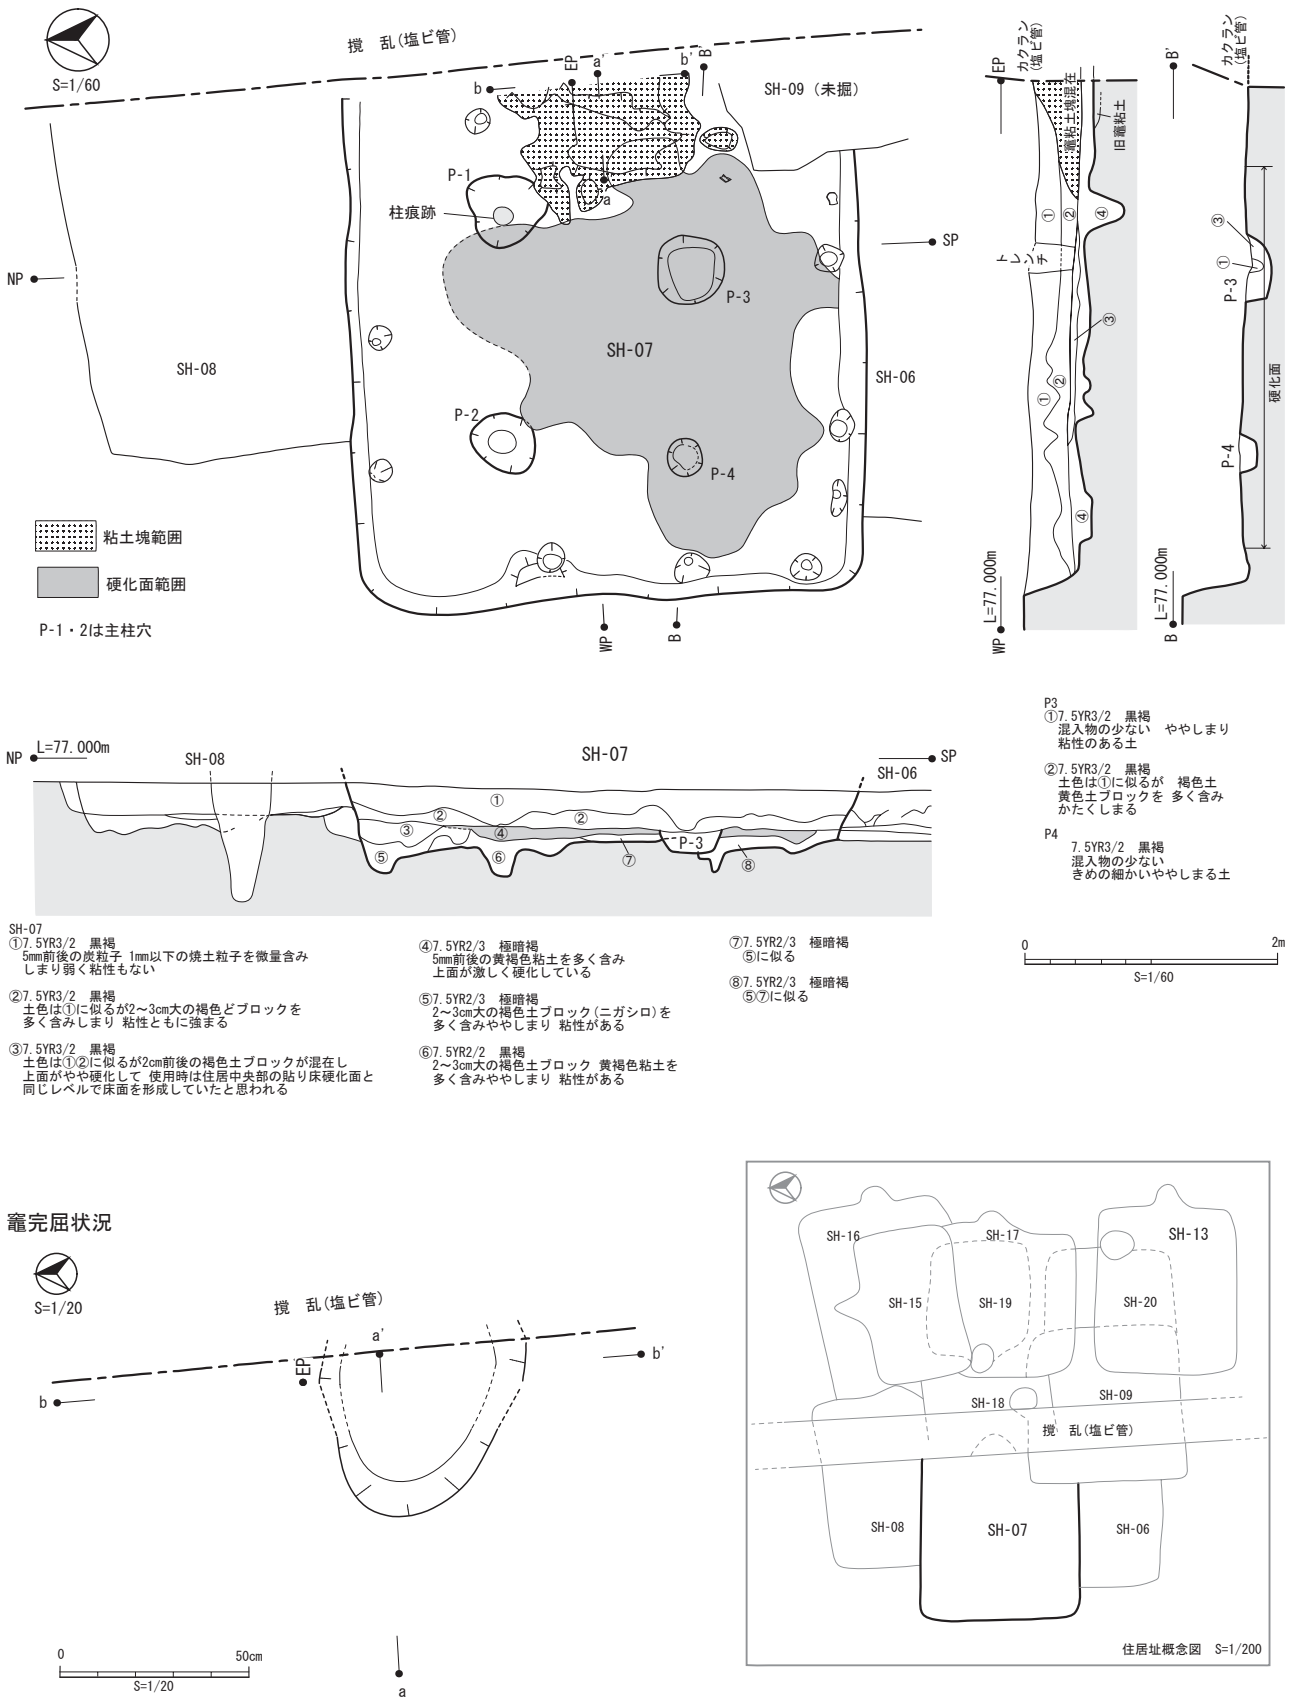 S=1/60
撹　乱(塩ビ管)
b
EP
a'
b'
B'
SH-09（未掘）
P-1
柱痕跡
a
NP
SP
P-3
SH-07
SH-08
SH-06
P-2
P-4
粘土塊範囲
硬化面範囲
P-1・2は主柱穴
WP
B
EP
カクラン
(塩ビ管)
竈粘土塊混在
旧竈粘土
①
②
④
トレンチ
③
②
①
④
L=77.000m
WP
B'
カクラン
(塩ビ管)
③
①
P-3
硬化面
P-4
L=77.000m
B
P3
①7.5YR3/2　黒褐
混入物の少ない　ややしまり
粘性のある土
②7.5YR3/2　黒褐
土色は①に似るが　褐色土
黄色土ブロックを 多く含み
かたくしまる
P4
7.5YR3/2　黒褐
混入物の少ない
きめの細かいややしまる土
0
2m
S=1/60
NP
L=77.000m
SH-08
SH-07
SH-06
SP
①
②
②
③
④
⑤
⑥
⑦
P-3
⑧
SH-07
①7.5YR3/2　黒褐
5㎜前後の炭粒子 1㎜以下の焼土粒子を微量含み
しまり弱く粘性もない
②7.5YR3/2　黒褐
土色は①に似るが2～3㎝大の褐色どブロックを
多く含みしまり 粘性ともに強まる
③7.5YR3/2　黒褐
土色は①②に似るが2㎝前後の褐色土ブロックが混在し
上面がやや硬化して 使用時は住居中央部の貼り床硬化面と
同じレベルで床面を形成していたと思われる
④7.5YR2/3　極暗褐
5㎜前後の黄褐色粘土を多く含み
上面が激しく硬化している
⑤7.5YR2/3　極暗褐
2～3㎝大の褐色土ブロック(ニガシロ)を
多く含みややしまり 粘性がある
⑥7.5YR2/2　黒褐
2～3㎝大の褐色土ブロック 黄褐色粘土を
多く含みややしまり 粘性がある
⑦7.5YR2/3　極暗褐
⑤に似る
⑧7.5YR2/3　極暗褐
⑤⑦に似る
竈完屈状況
S=1/20
撹　乱(塩ビ管)
a'
EP
b'
b
0
50cm
S=1/20
a
SH-16
SH-17
SH-13
SH-15
SH-19
SH-20
SH-18
SH-09
撹　乱(塩ビ管)
SH-08
SH-07
SH-06
住居址概念図　S=1/200